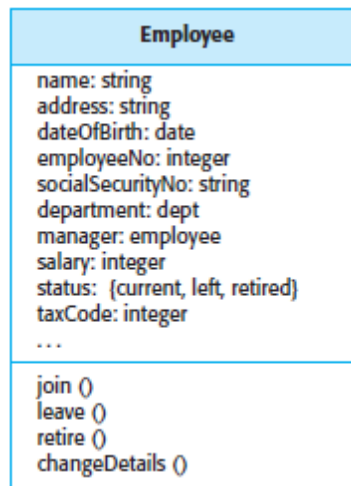 Employee
name: string
address: string
dateOfBirth: date
employeeNo: integer
socialSecurityNo: string
department: dept
manager: employee
salary: integer
status: {current, left, retired}
taxCode: integer
. . .
join ()
leave ()
retire ()
changeDetails ()